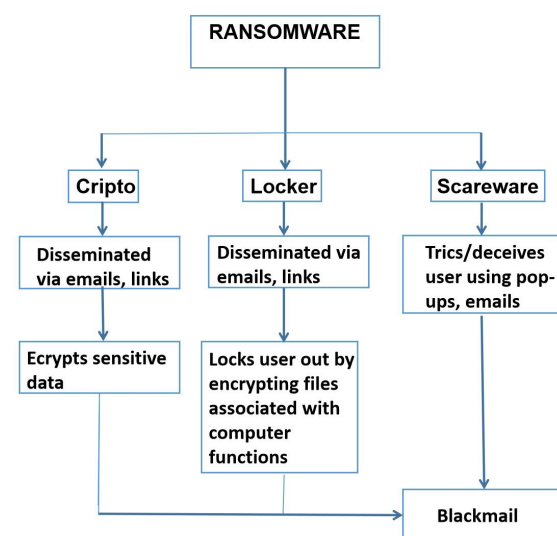 RANSOMWARE
Cripto
Locker
Scareware
Disseminated
via emails, links
Disseminated via
emails, links
Trics/deceives
user using pop-
ups, emails
Ecrypts sensitive
data
Locks user out by
encrypting files
associated with
computer
functions
Blackmail